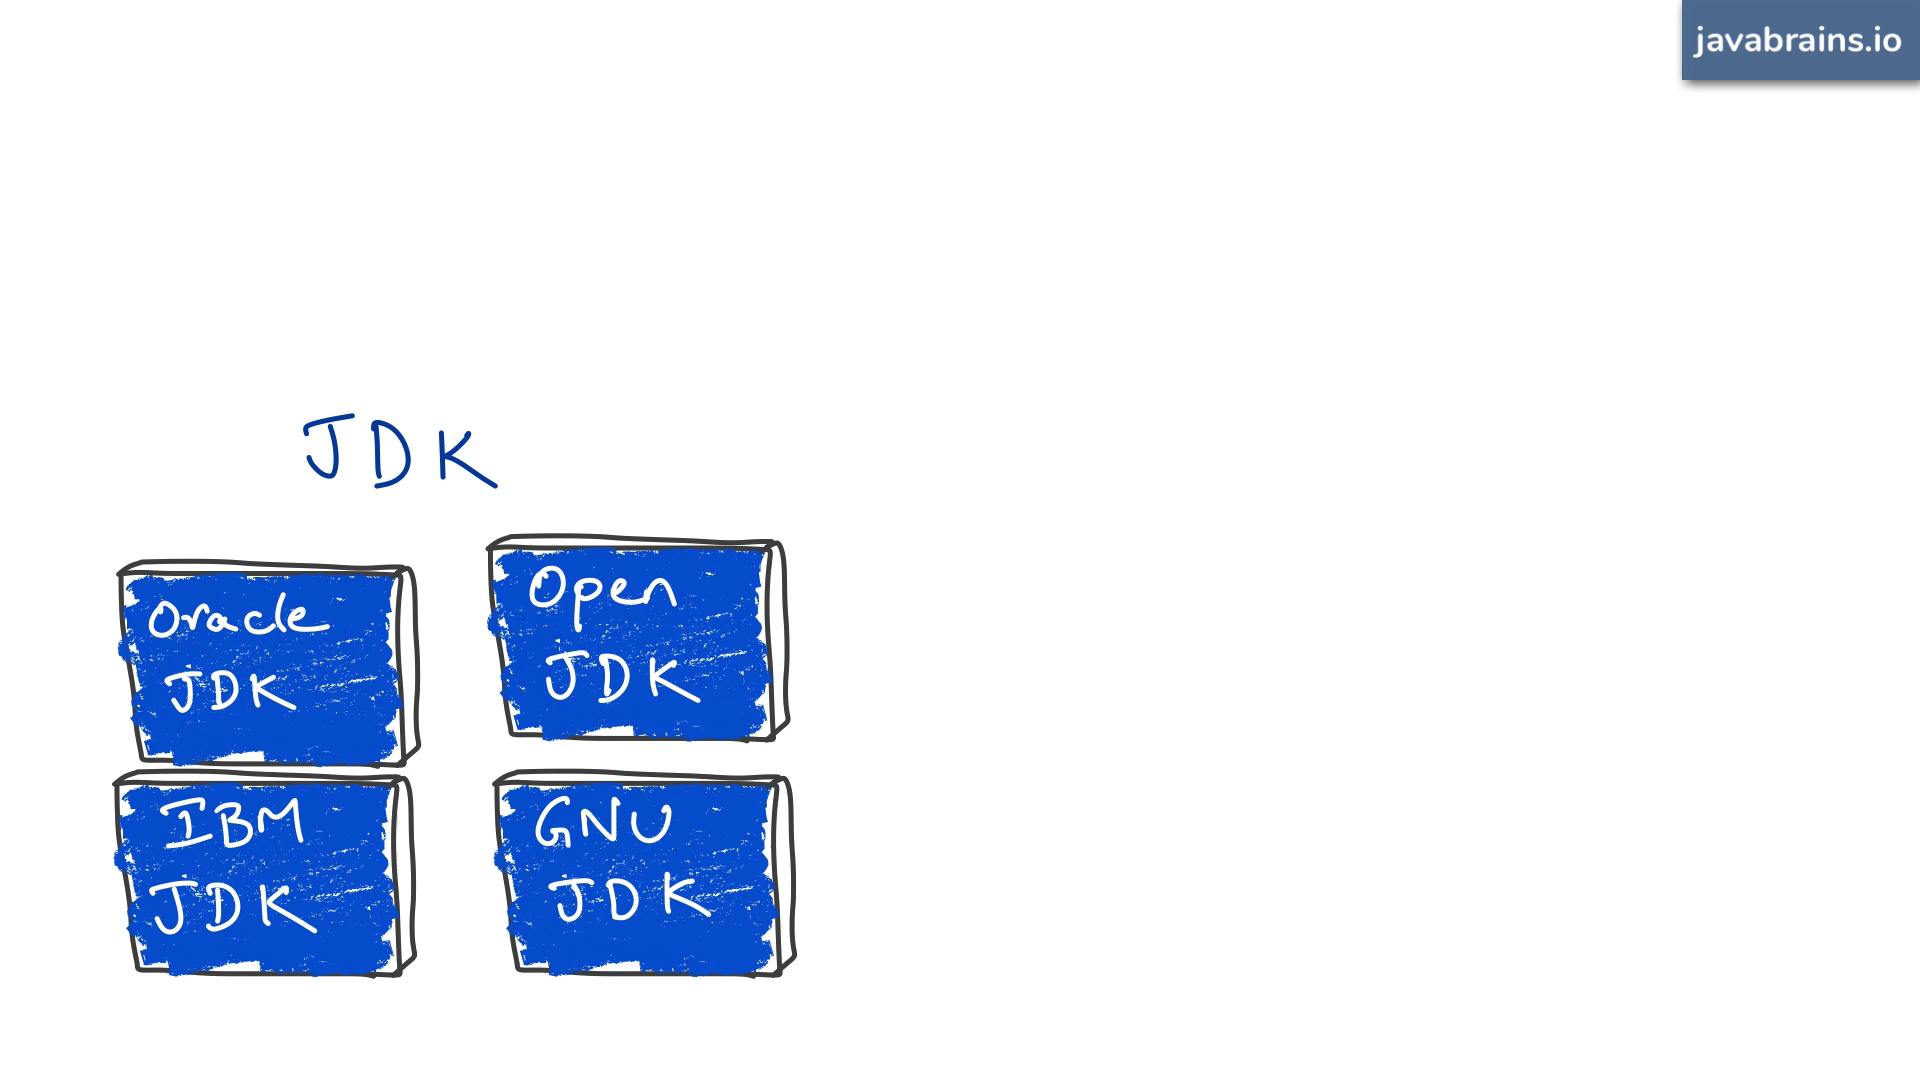 javabrains.io
JDK
Oracle
JDK
Open
JDK
IBM
JDK
GNU
JDK